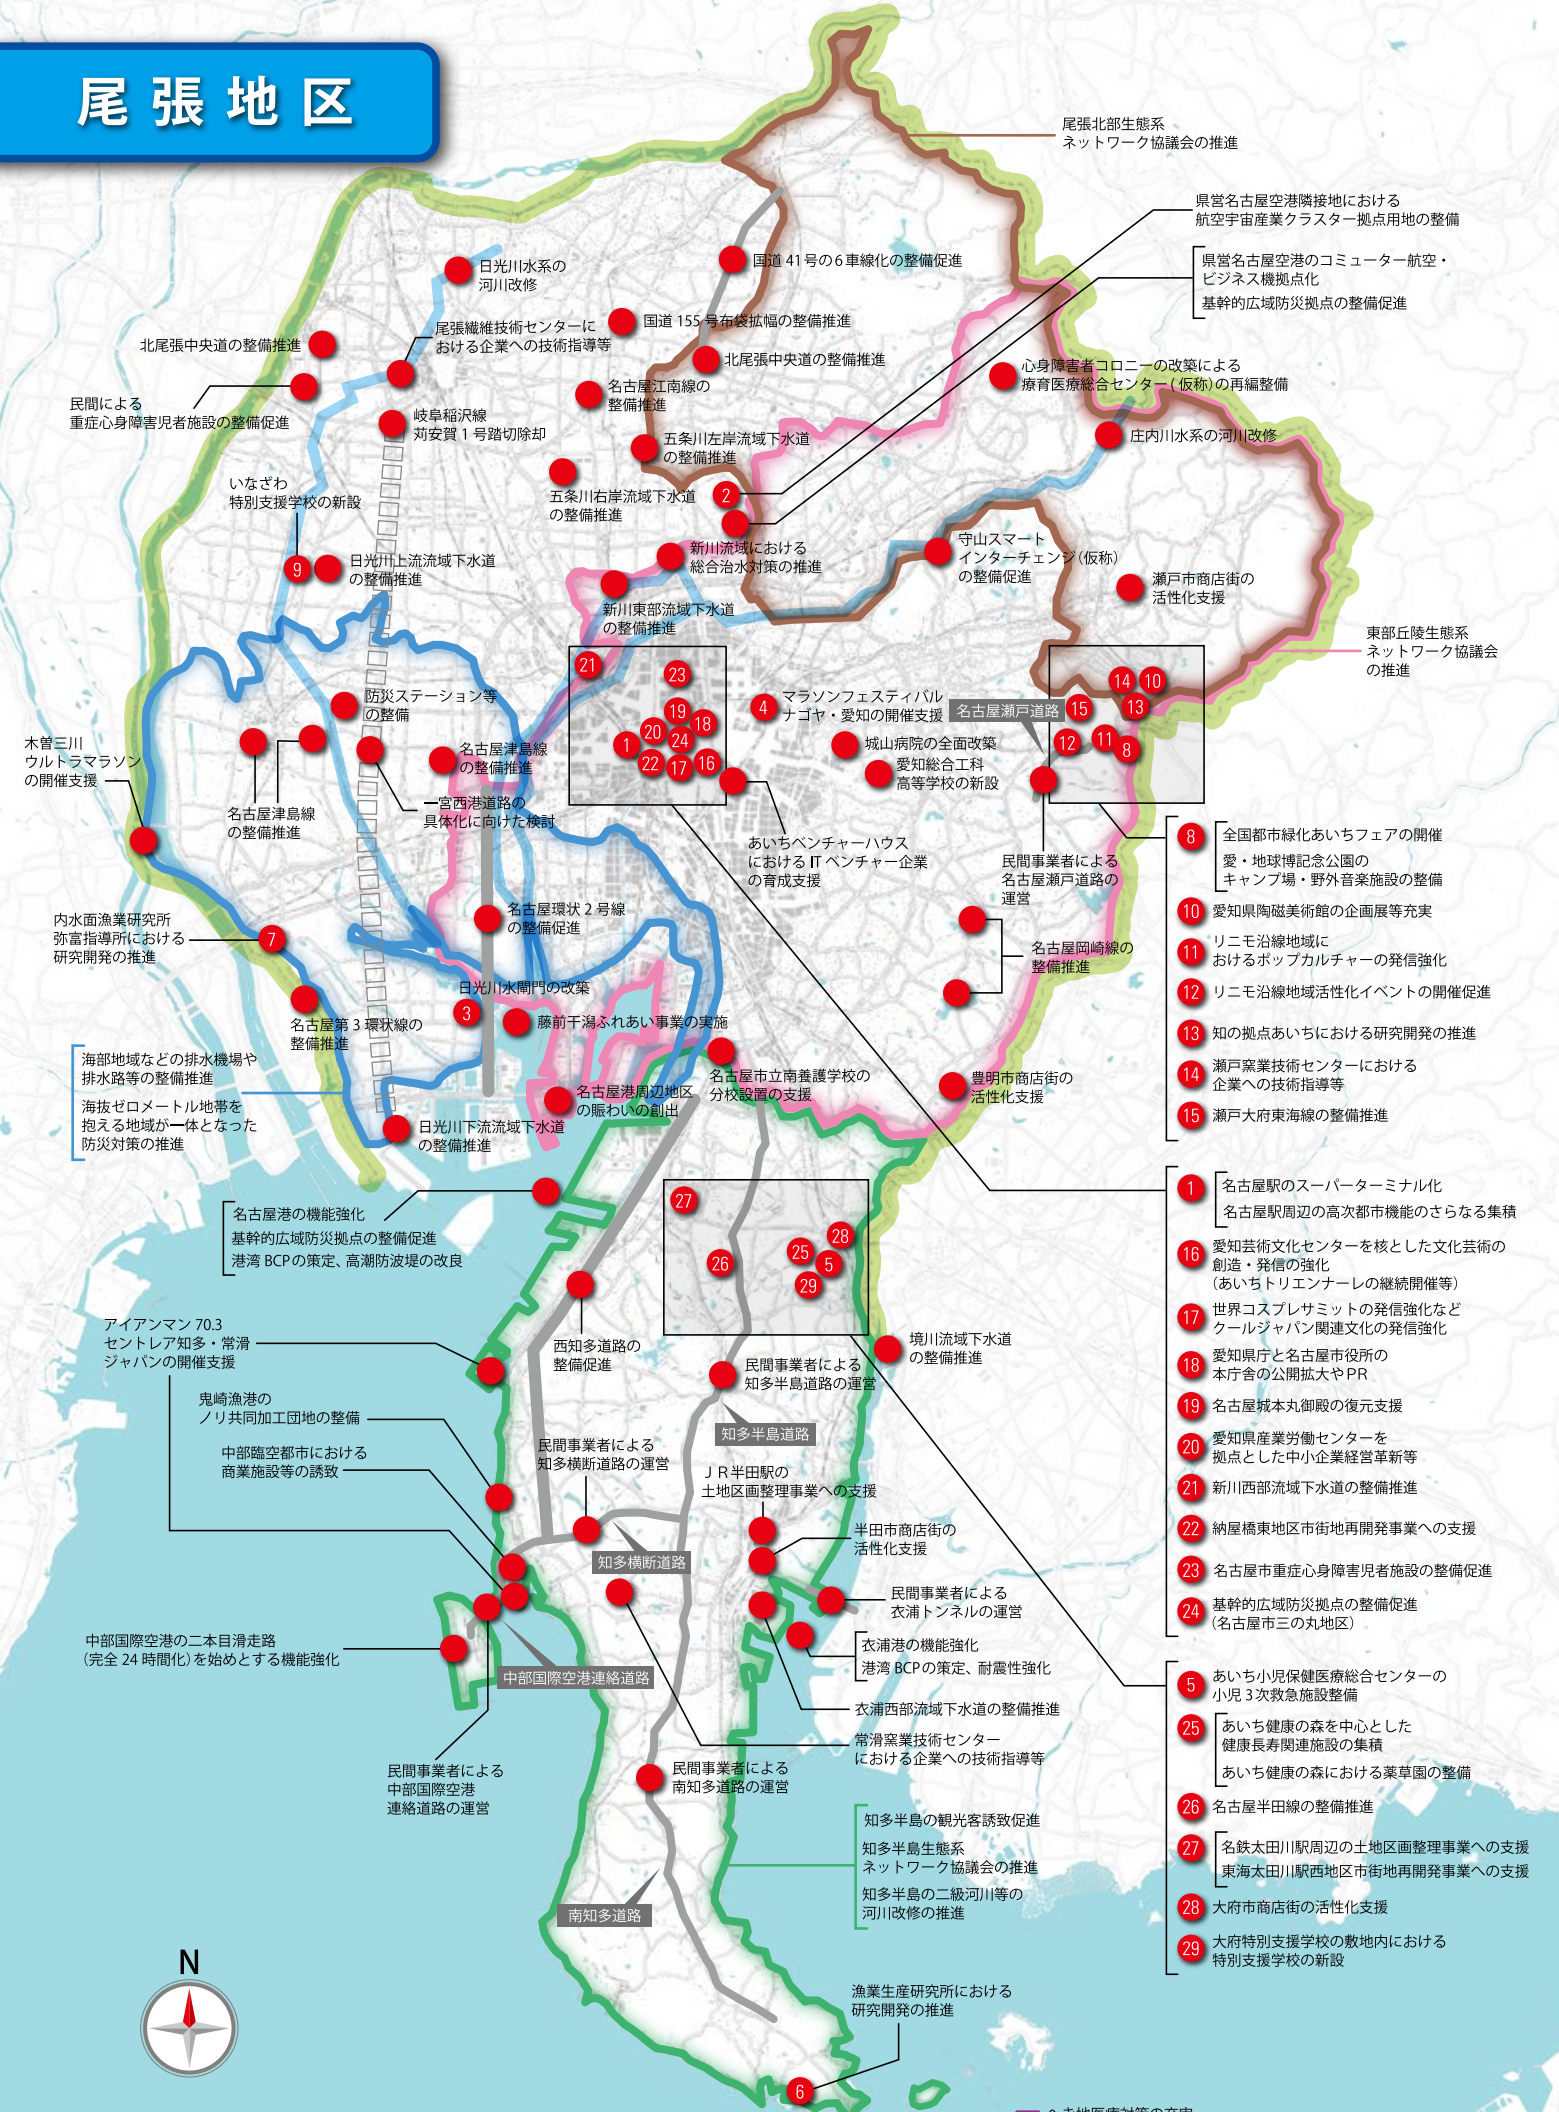 尾張地区
尾張北部生態系
ネットワーク協議会の推進
県営名古屋空港隣接地における
航空宇宙産業クラスター拠点用地の整備
県営名古屋空港のコミューター航空・
ビジネス機拠点化
基幹的広域防災拠点の整備促進
日光川水系の
河川改修
国道41号の6車線化の整備促進
尾張繊維技術センターに
おける企業への技術指導等
国道155号布袋拡幅の整備推進
北尾張中央道の整備推進
北尾張中央道の整備推進
心身障害者コロニーの改築による
療育医療総合センター(仮称)の再編整備
名古屋江南線の
整備推進
民間による
重症心身障害児者施設の整備促進
岐阜稲沢線
苅安賀1号踏切除却
五条川左岸流域下水道
の整備推進
庄内川水系の河川改修
いなざわ
特別支援学校の新設
五条川右岸流域下水道
の整備推進
2
新川流域における
総合治水対策の推進
守山スマート
インターチェンジ(仮称)
の整備促進
9
日光川上流流域下水道
の整備推進
瀬戸市商店街の
活性化支援
新川東部流域下水道
の整備推進
東部丘陵生態系
ネットワーク協議会
の推進
21
23
19
18
20
24
1
22
17
16
4
マラソンフェスティバル
ナゴヤ・愛知の開催支援
名古屋瀬戸道路
14
10
15
13
12
11
8
防災ステーション等
の整備
城山病院の全面改築
愛知総合工科
高等学校の新設
木曽三川
ウルトラマラソン
の開催支援
名古屋津島線
の整備推進
名古屋津島線
の整備推進
一宮西港道路の
具体化に向けた検討
あいちベンチャーハウス
におけるITベンチャー企業
の育成支援
民間事業者による
名古屋瀬戸道路の
運営
8
全国都市緑化あいちフェアの開催
愛・地球博記念公園の
キャンプ場・野外音楽施設の整備
10
愛知県陶磁美術館の企画展等充実
11
リニモ沿線地域に
おけるポップカルチャーの発信強化
12
リニモ沿線地域活性化イベントの開催促進
13
知の拠点あいちにおける研究開発の推進
14
瀬戸窯業技術センターにおける
企業への技術指導等
15
瀬戸大府東海線の整備推進
内水面漁業研究所
弥富指導所における
研究開発の推進
7
名古屋環状2号線
の整備促進
名古屋岡崎線の
整備推進
日光川水閘門の改築
3
藤前干潟ふれあい事業の実施
名古屋第3環状線の
整備推進
海部地域などの排水機場や
排水路等の整備推進
海抜ゼロメートル地帯を
抱える地域が一体となった
防災対策の推進
名古屋港周辺地区
の賑わいの創出
名古屋市立南養護学校の
分校設置の支援
豊明市商店街の
活性化支援
日光川下流流域下水道
の整備推進
名古屋港の機能強化
基幹的広域防災拠点の整備促進
港湾BCPの策定、高潮防波堤の改良
27
28
26
25
5
29
1
名古屋駅のスーパーターミナル化
名古屋駅周辺の高次都市機能のさらなる集積
16
愛知芸術文化センターを核とした文化芸術の
創造・発信の強化
(あいちトリエンナーレの継続開催等)
17
世界コスプレサミットの発信強化など
クールジャパン関連文化の発信強化
18
愛知県庁と名古屋市役所の
本庁舎の公開拡大やPR
19
名古屋城本丸御殿の復元支援
20
愛知県産業労働センターを
拠点とした中小企業経営革新等
21
新川西部流域下水道の整備推進
22
納屋橋東地区市街地再開発事業への支援
23
名古屋市重症心身障害児者施設の整備促進
24
基幹的広域防災拠点の整備促進
(名古屋市三の丸地区)
アイアンマン70.3
セントレア知多・常滑
ジャパンの開催支援
西知多道路の
整備促進
境川流域下水道
の整備推進
民間事業者による
知多半島道路の運営
知多半島道路
鬼崎漁港の
ノリ共同加工団地の整備
中部臨空都市における
商業施設等の誘致
民間事業者による
知多横断道路の運営
JR半田駅の
土地区画整理事業への支援
知多横断道路
半田市商店街の
活性化支援
民間事業者による
衣浦トンネルの運営
中部国際空港の二本目滑走路
(完全24時間化)を始めとする機能強化
中部国際空港連絡道路
衣浦港の機能強化
港湾BCPの策定、耐震性強化
衣浦西部流域下水道の整備推進
常滑窯業技術センター
における企業への技術指導等
民間事業者による
中部国際空港
連絡道路の運営
民間事業者による
南知多道路の運営
南知多道路
知多半島の観光客誘致促進
知多半島生態系
ネットワーク協議会の推進
知多半島の二級河川等の
河川改修の推進
5
あいち小児保健医療総合センターの
小児3次救急施設整備
25
あいち健康の森を中心とした
健康長寿関連施設の集積
あいち健康の森における薬草園の整備
26
名古屋半田線の整備推進
27
名鉄太田川駅周辺の土地区画整理事業への支援
東海太田川駅西地区市街地再開発事業への支援
28
大府市商店街の活性化支援
29
大府特別支援学校の敷地内における
特別支援学校の新設
N
漁業生産研究所における
研究開発の推進
6